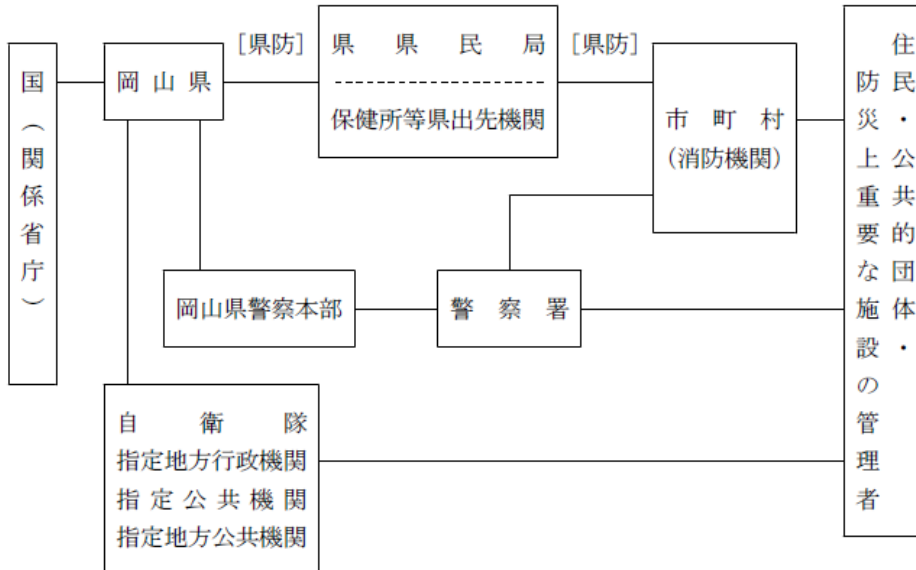 国（関係省庁）
岡山県
[県防]
県県民局
保健所等県出先機関
[県防]
市町村
（消防機関）
住民・公共的団体・
防災上重要な施設の管理者
岡山県警察本部
警察署
自衛隊
指定地方行政機関
指定公共機関
指定地方公共機関